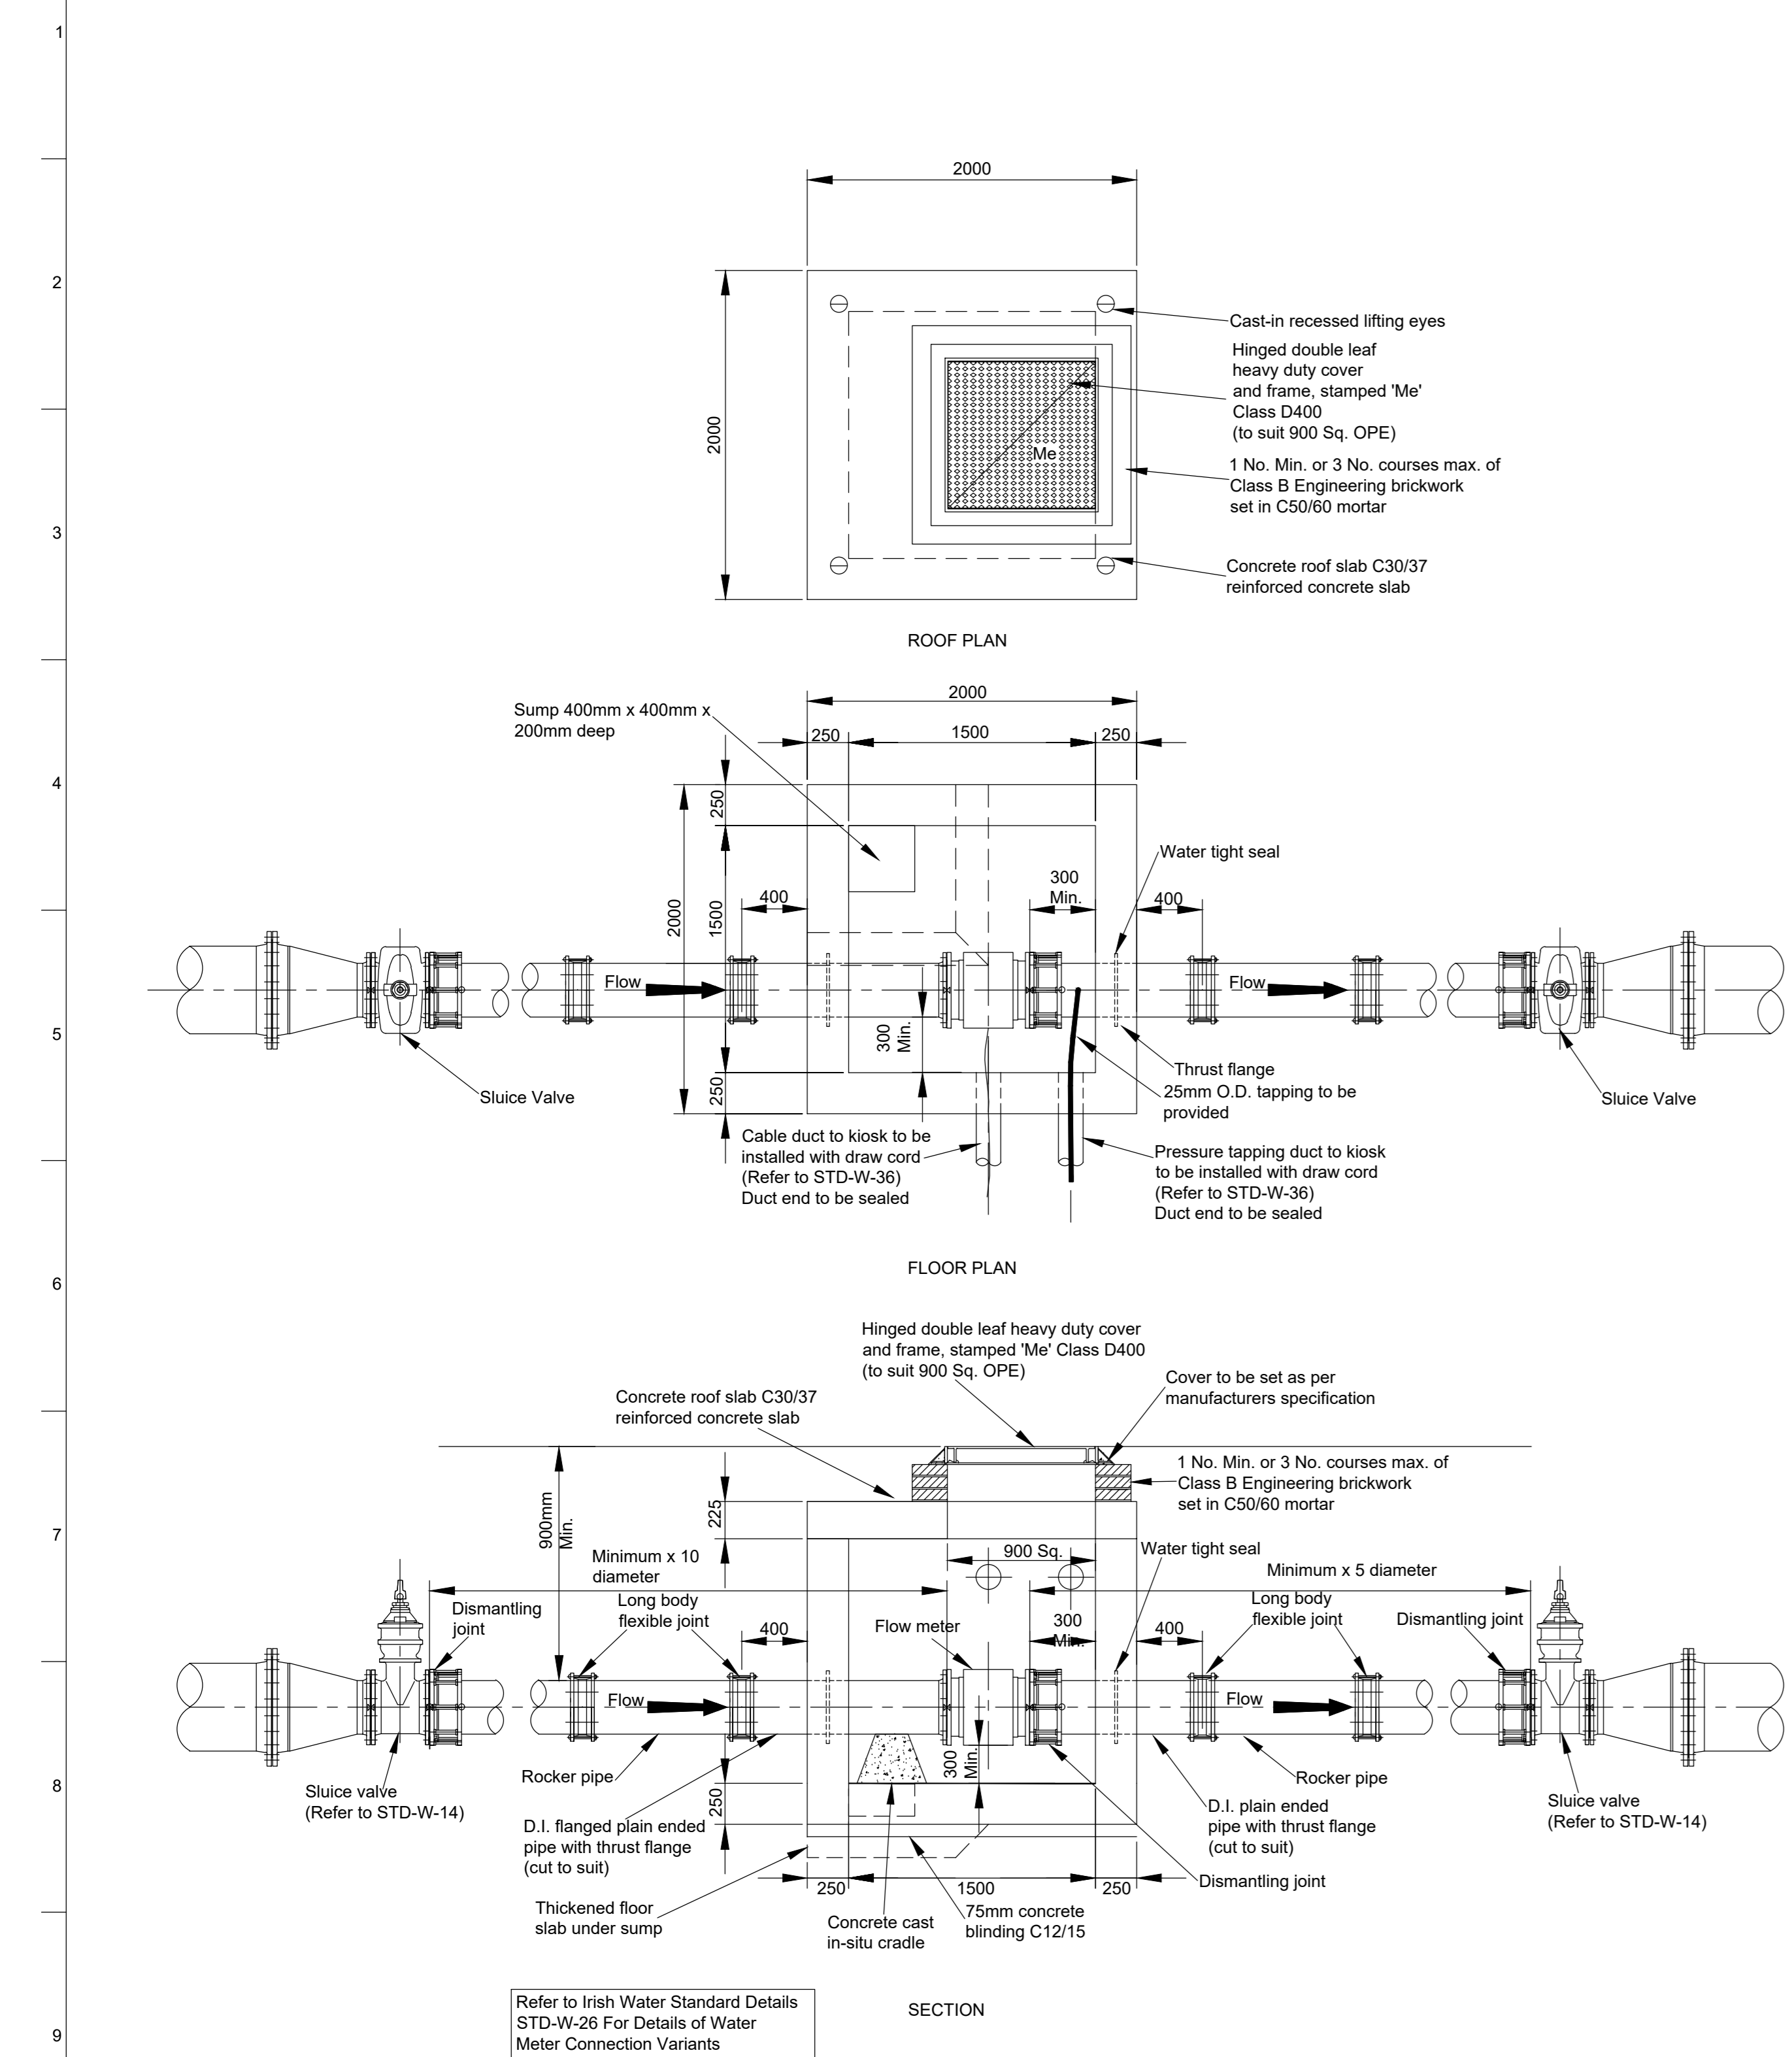 1
2000
2
2000
Cast-in recessed lifting eyes
Hinged double leaf
heavy duty cover
and frame, stamped 'Me'
Class D400
(to suit 900 Sq. OPE)
Me
1 No. Min. or 3 No. courses max. of
Class B Engineering brickwork
set in C50/60 mortar
3
Concrete roof slab C30/37
reinforced concrete slab
ROOF PLAN
2000
Sump 400mm x 400mm x
200mm deep
250
1500
250
4
250
Water tight seal
300
Min.
400
400
2000
1500
Flow
Flow
5
300
Min.
250
Sluice Valve
Thrust flange
25mm O.D. tapping to be
provided
Sluice Valve
Cable duct to kiosk to be
installed with draw cord
(Refer to STD-W-36)
Duct end to be sealed
Pressure tapping duct to kiosk
to be installed with draw cord
(Refer to STD-W-36)
Duct end to be sealed
FLOOR PLAN
6
Hinged double leaf heavy duty cover
and frame, stamped 'Me' Class D400
(to suit 900 Sq. OPE)
Cover to be set as per
manufacturers specification
Concrete roof slab C30/37
reinforced concrete slab
1 No. Min. or 3 No. courses max. of
Class B Engineering brickwork
set in C50/60 mortar
7
900mm
Min.
225
900 Sq.
Water tight seal
Minimum x 10
diameter
Minimum x 5 diameter
Dismantling
joint
Long body
flexible joint
400
Flow meter
300
Min.
400
Long body
flexible joint
Dismantling joint
Flow
Flow
8
300
Min.
250
Rocker pipe
Rocker pipe
Sluice valve
(Refer to STD-W-14)
D.I. flanged plain ended
pipe with thrust flange
(cut to suit)
D.I. plain ended
pipe with thrust flange
(cut to suit)
Sluice valve
(Refer to STD-W-14)
250
1500
250
Dismantling joint
Thickened floor
slab under sump
Concrete cast
in-situ cradle
75mm concrete
blinding C12/15
SECTION
9
Refer to Irish Water Standard Details
STD-W-26 For Details of Water
Meter Connection Variants